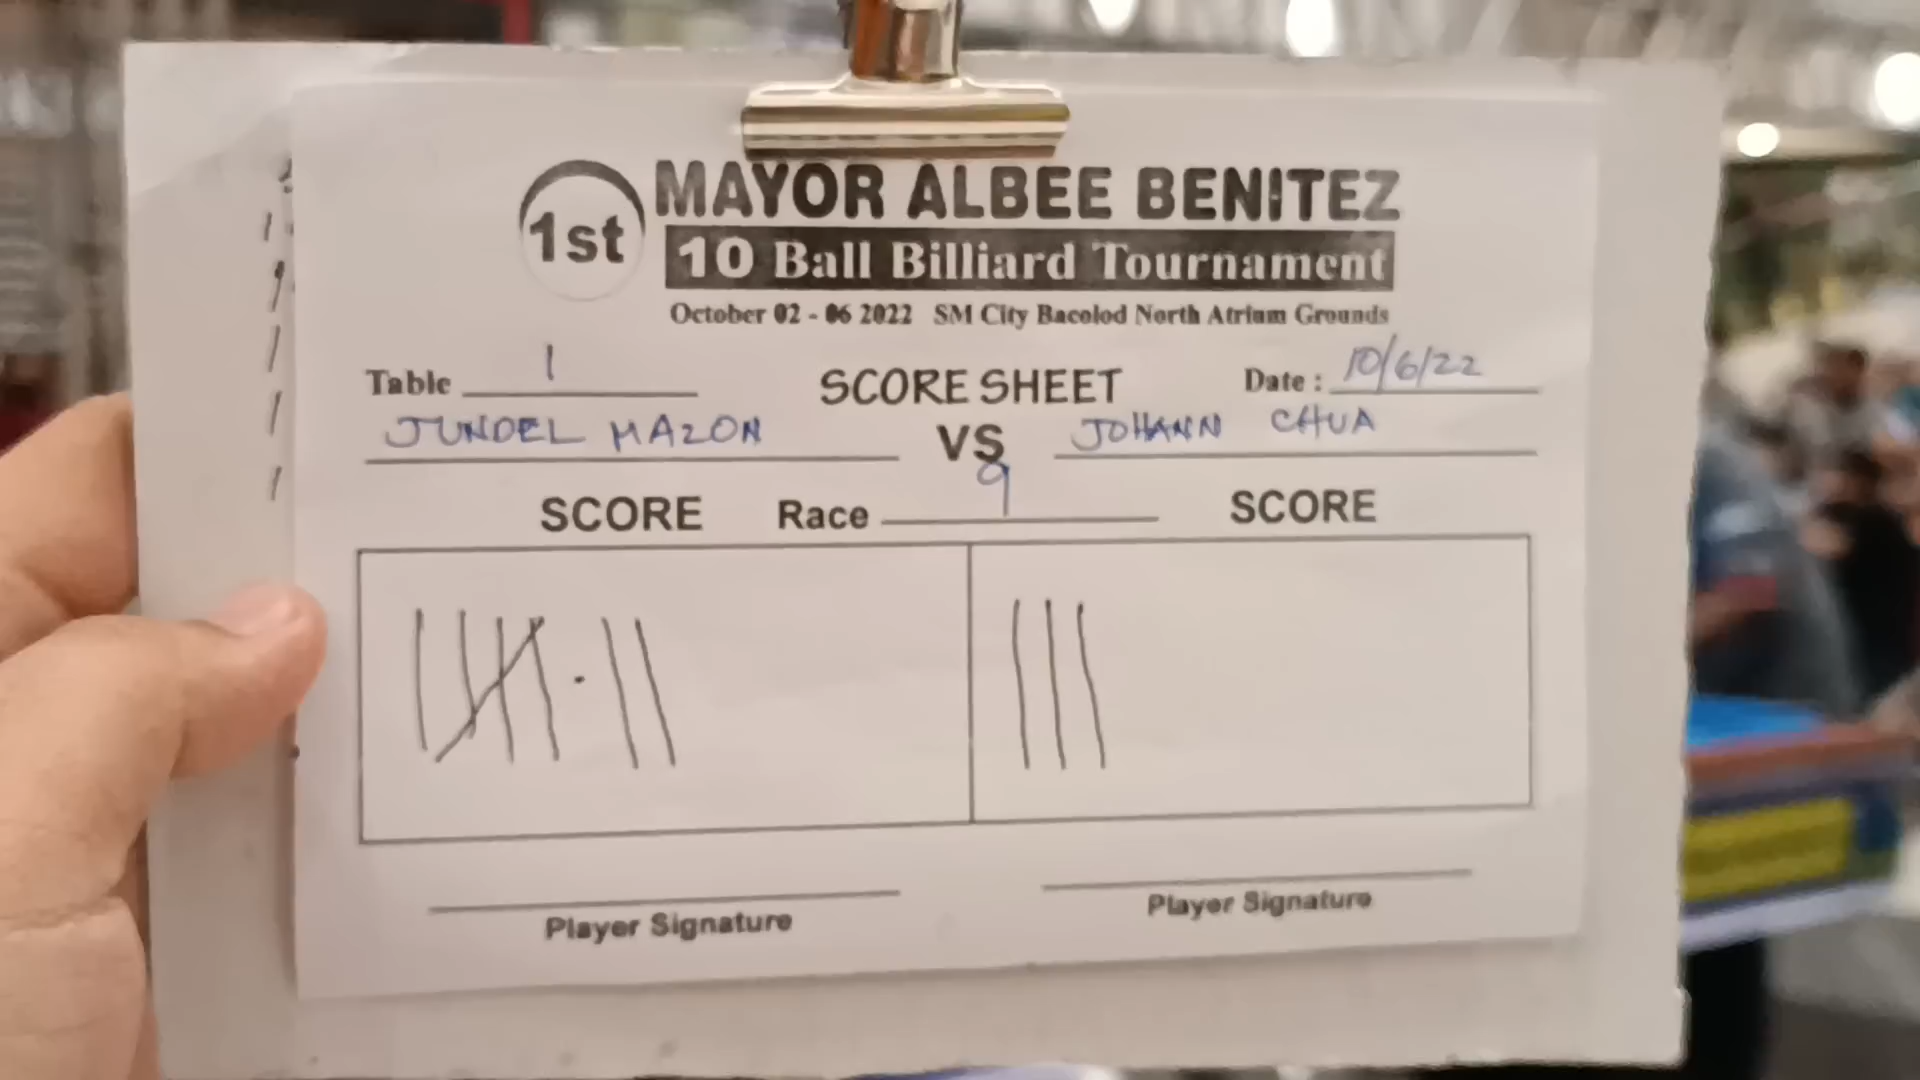 1st
MAYOR ALBEE BENITEZ
10 Ball Billiard Tournament
October 02 - 06 2022 SM City Bacolod North Atrium Grounds
Table 1 SCORE SHEET Date : 10/6/22
JUNDEL MAZON VS JOHANN CHUA
SCORE Race 9 SCORE
Player Signature Player Signature